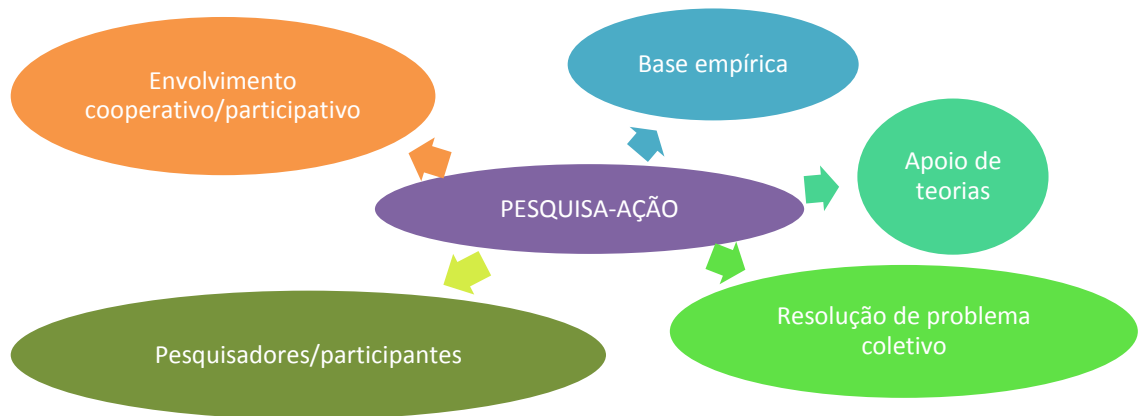 Envolvimento
cooperativo/participativo
Base empírica
Apoio de
teorias
PESQUISA-AÇÃO
Resolução de problema
coletivo
Pesquisadores/participantes